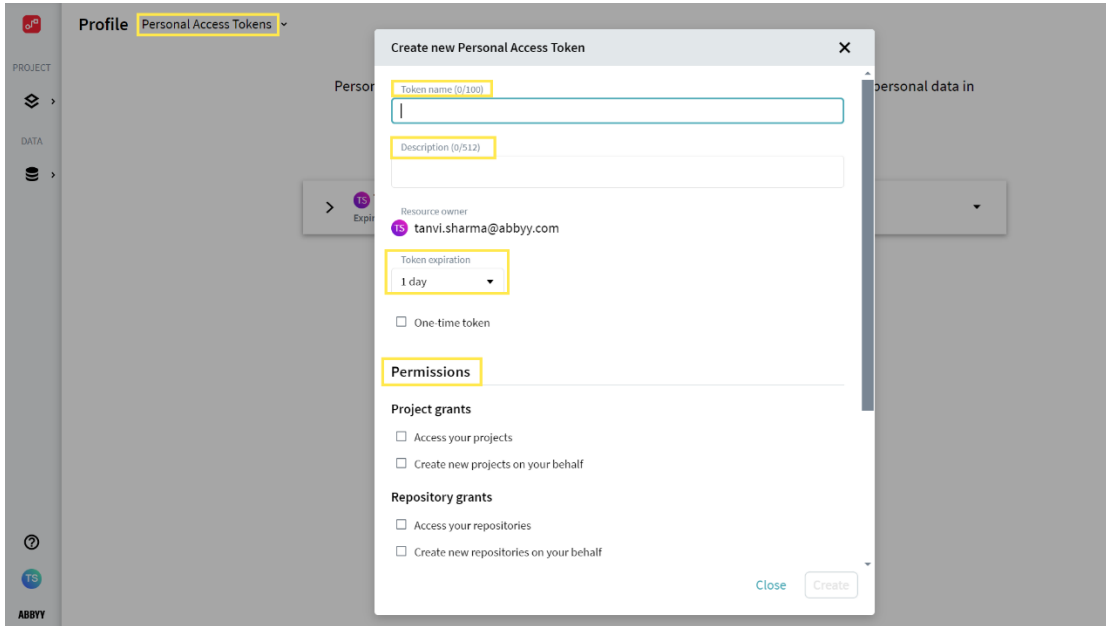 Profile Personal Access Tokens
Create new Personal Access Token
PROJECT
DATA
personal data in
Token name (0/100)
Description (0/512)
Resource owner
TS tanvi.sharma@abbyy.com
TS
Token expiration
1 day
One-time token
Permissions
Project grants
Access your projects
Create new projects on your behalf
Repository grants
Access your repositories
Create new repositories on your behalf
Close Create
TS
ABBYY